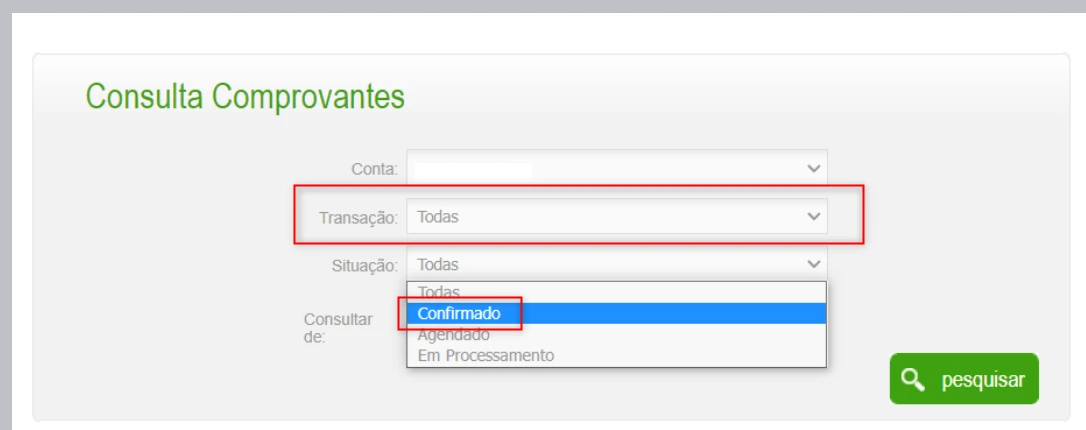 Consulta Comprovantes
Conta:
Transação: Todas
Situação: Todas
Todas
Confirmado
Agendado
Em Processamento
Consultar
de:
pesquisar